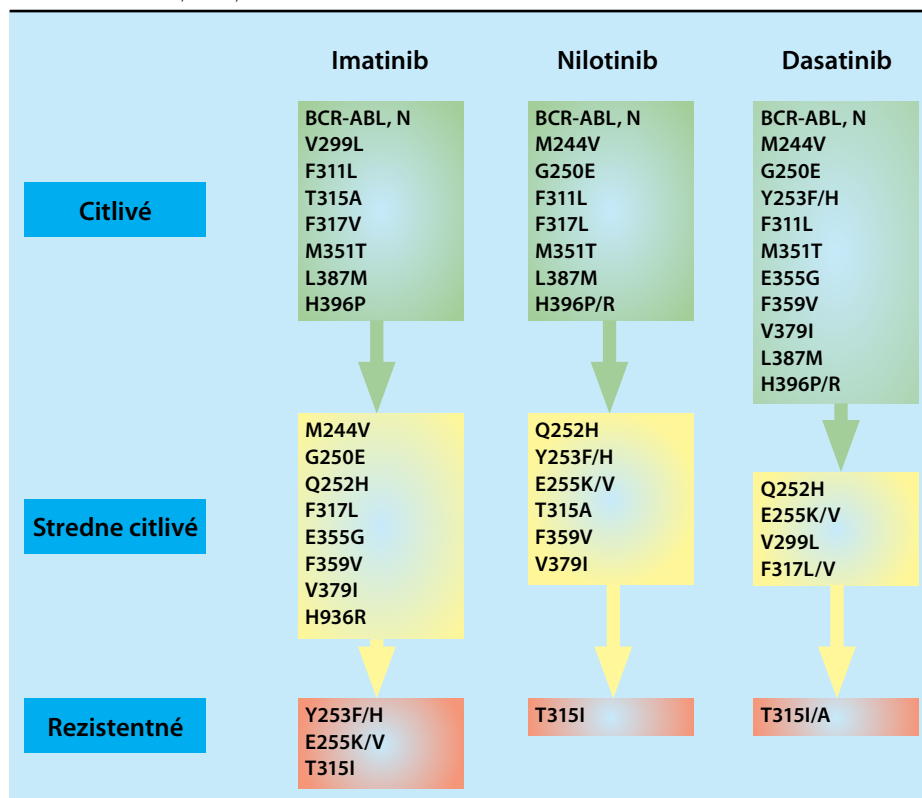 Imatinib
Nilotinib
Dasatinib
Citlivé
BCR-ABL, N
V299L
F311L
T315A
F317V
M351T
L387M
H396P
BCR-ABL, N
M244V
G250E
F311L
F317L
M351T
L387M
H396P/R
BCR-ABL, N
M244V
G250E
Y253F/H
F311L
M351T
E355G
F359V
V379I
L387M
H396P/R
Stredne citlivé
M244V
G250E
Q252H
F317L
E355G
F359V
V379I
H936R
Q252H
Y253F/H
E255K/V
T315A
F359V
V379I
Q252H
E255K/V
V299L
F317L/V
Rezistentné
Y253F/H
E255K/V
T315I
T315I
T315I/A